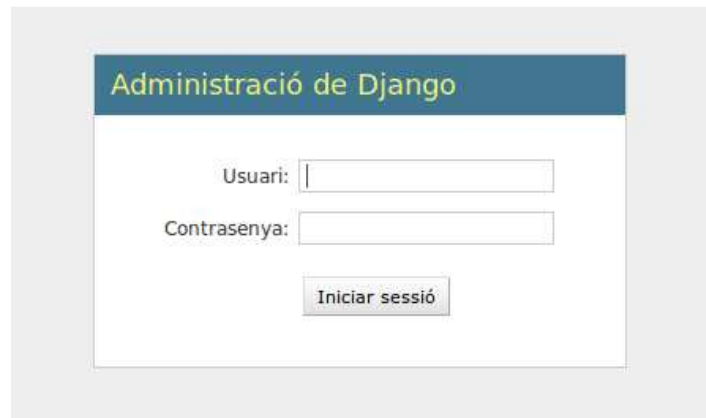 Administració de Django
Usuari:
Contrasenya:
Iniciar sessió